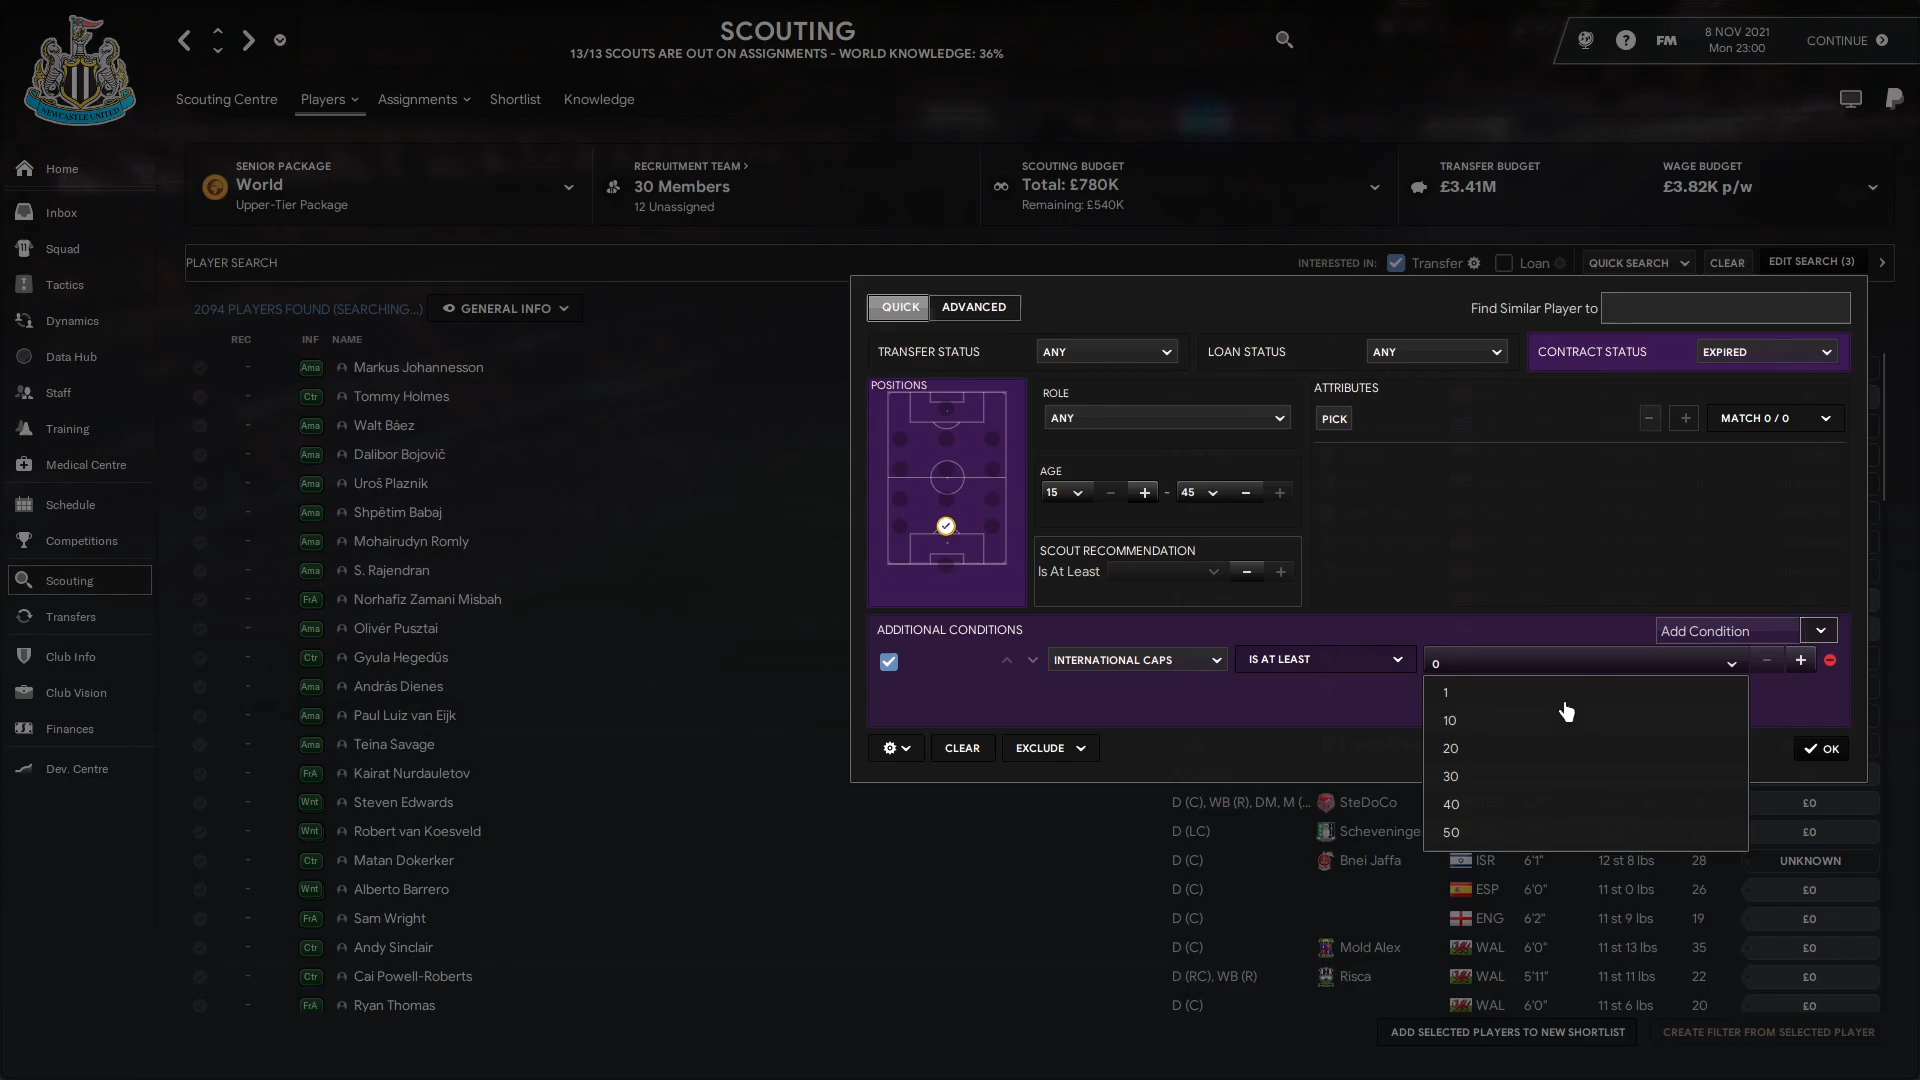 SCOUTING
13/13 SCOUTS ARE OUT ON ASSIGNMENTS - WORLD KNOWLEDGE: 36%
FM
8 NOV 2021
Mon 23:00
CONTINUE
NEWCASTLE UNITED
Scouting Centre
Players
Assignments
Shortlist
Knowledge
Home
Inbox
Squad
Tactics
Dynamics
Data Hub
Staff
Training
Medical Centre
Schedule
Competitions
Scouting
Transfers
Club Info
Club Vision
Finances
Dev. Centre
SENIOR PACKAGE
World
Upper-Tier Package
RECRUITMENT TEAM >
30 Members
12 Unassigned
SCOUTING BUDGET
Total: £780K
Remaining: £540K
TRANSFER BUDGET
£3.41M
WAGE BUDGET
£3.82K p/w
PLAYER SEARCH
INTERESTED IN: Transfer Loan
QUICK SEARCH
CLEAR
EDIT SEARCH (3)
2094 PLAYERS FOUND (SEARCHING...)
GENERAL INFO
REC INF NAME
Ama Markus Johannesson
Ctr Tommy Holmes
Ama Walt Báez
Ama Dalibor Bojovič
Ama Uroš Plaznik
Ama Shpëtim Babaj
Ama Mohairudyn Romly
Ama S. Rajendran
FrA Norhafiz Zamani Misbah
Ama Olivér Pusztai
Ctr Gyula Hegedűs
Ama András Dienes
Ama Paul Luiz van Eijk
Ama Teina Savage
FrA Kairat Nurdauletov
Wnt Steven Edwards D (C), WB (R), DM, M (... SteDoCo £0
Wnt Robert van Koesveld D (LC) Scheveninge £0
Ctr Matan Dokerker D (C) Bnei Jaffa ISR 6'1" 12 st 8 lbs 28 UNKNOWN
Wnt Alberto Barrero D (C) ESP 6'0" 11 st 0 lbs 26 £0
FrA Sam Wright D (C) ENG 6'2" 11 st 9 lbs 19 £0
Ctr Andy Sinclair D (C) Mold Alex WAL 6'0" 11 st 13 lbs 35 £0
Ctr Cai Powell-Roberts D (RC), WB (R) Risca WAL 5'11" 11 st 11 lbs 22 £0
FrA Ryan Thomas D (C) WAL 6'0" 11 st 6 lbs 20 £0
QUICK
ADVANCED
Find Similar Player to
TRANSFER STATUS
ANY
LOAN STATUS
ANY
CONTRACT STATUS
EXPIRED
POSITIONS
ROLE
ANY
AGE
15 - 45
SCOUT RECOMMENDATION
Is At Least
ATTRIBUTES
PICK
MATCH 0 / 0
ADDITIONAL CONDITIONS
Add Condition
INTERNATIONAL CAPS
IS AT LEAST
0
1
10
20
30
40
50
CLEAR
EXCLUDE
OK
ADD SELECTED PLAYERS TO NEW SHORTLIST
CREATE FILTER FROM SELECTED PLAYER